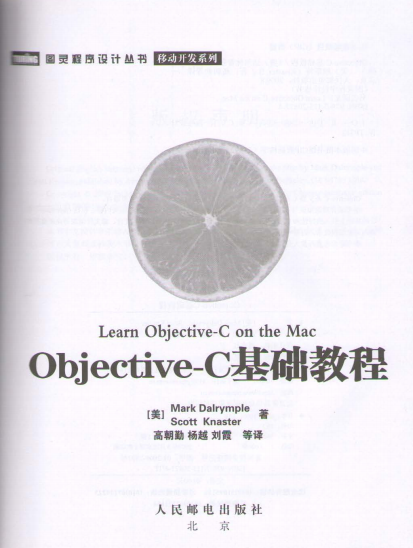 TURING 图灵程序设计丛书 移动开发系列
Learn Objective-C on the Mac
Objective-C基础教程
[美] Mark Dalrymple
Scott Knaster 著
高朝勤 杨越 刘霞 等译
人民邮电出版社
北京